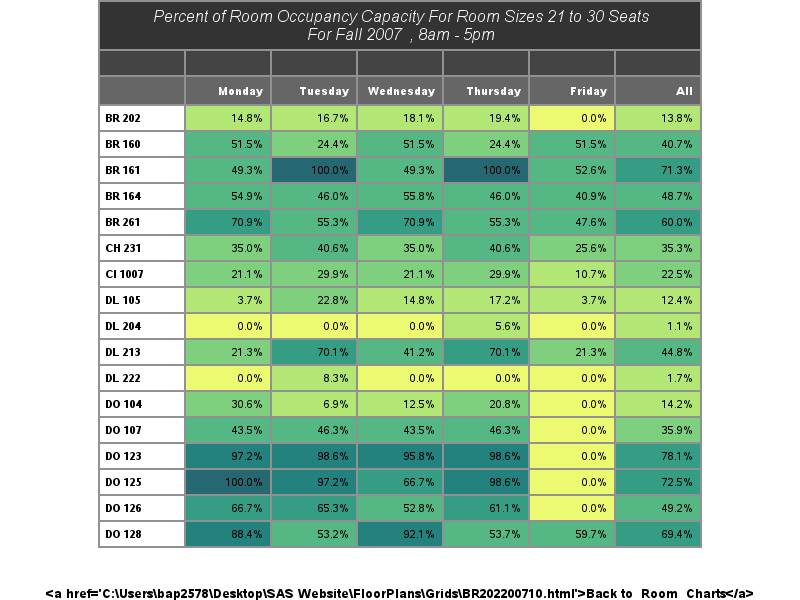 Percent of Room Occupancy Capacity For Room Sizes 21 to 30 Seats
For Fall 2007 , 8am - 5pm
Monday Tuesday Wednesday Thursday Friday All
BR 202 14.8% 16.7% 18.1% 19.4% 0.0% 13.8%
BR 160 51.5% 24.4% 51.5% 24.4% 51.5% 40.7%
BR 161 49.3% 100.0% 49.3% 100.0% 52.6% 71.3%
BR 164 54.9% 46.0% 55.8% 46.0% 40.9% 48.7%
BR 261 70.9% 55.3% 70.9% 55.3% 47.6% 60.0%
CH 231 35.0% 40.6% 35.0% 40.6% 25.6% 35.3%
CI 1007 21.1% 29.9% 21.1% 29.9% 10.7% 22.5%
DL 105 3.7% 22.8% 14.8% 17.2% 3.7% 12.4%
DL 204 0.0% 0.0% 0.0% 5.6% 0.0% 1.1%
DL 213 21.3% 70.1% 41.2% 70.1% 21.3% 44.8%
DL 222 0.0% 8.3% 0.0% 0.0% 0.0% 1.7%
DO 104 30.6% 6.9% 12.5% 20.8% 0.0% 14.2%
DO 107 43.5% 46.3% 43.5% 46.3% 0.0% 35.9%
DO 123 97.2% 98.6% 95.8% 98.6% 0.0% 78.1%
DO 125 100.0% 97.2% 66.7% 98.6% 0.0% 72.5%
DO 126 66.7% 65.3% 52.8% 61.1% 0.0% 49.2%
DO 128 88.4% 53.2% 92.1% 53.7% 59.7% 69.4%
<a href='C:\Users\bap2578\Desktop\SAS Website\FloorPlans\Grids\BR202200710.html'>Back to Room Charts</a>